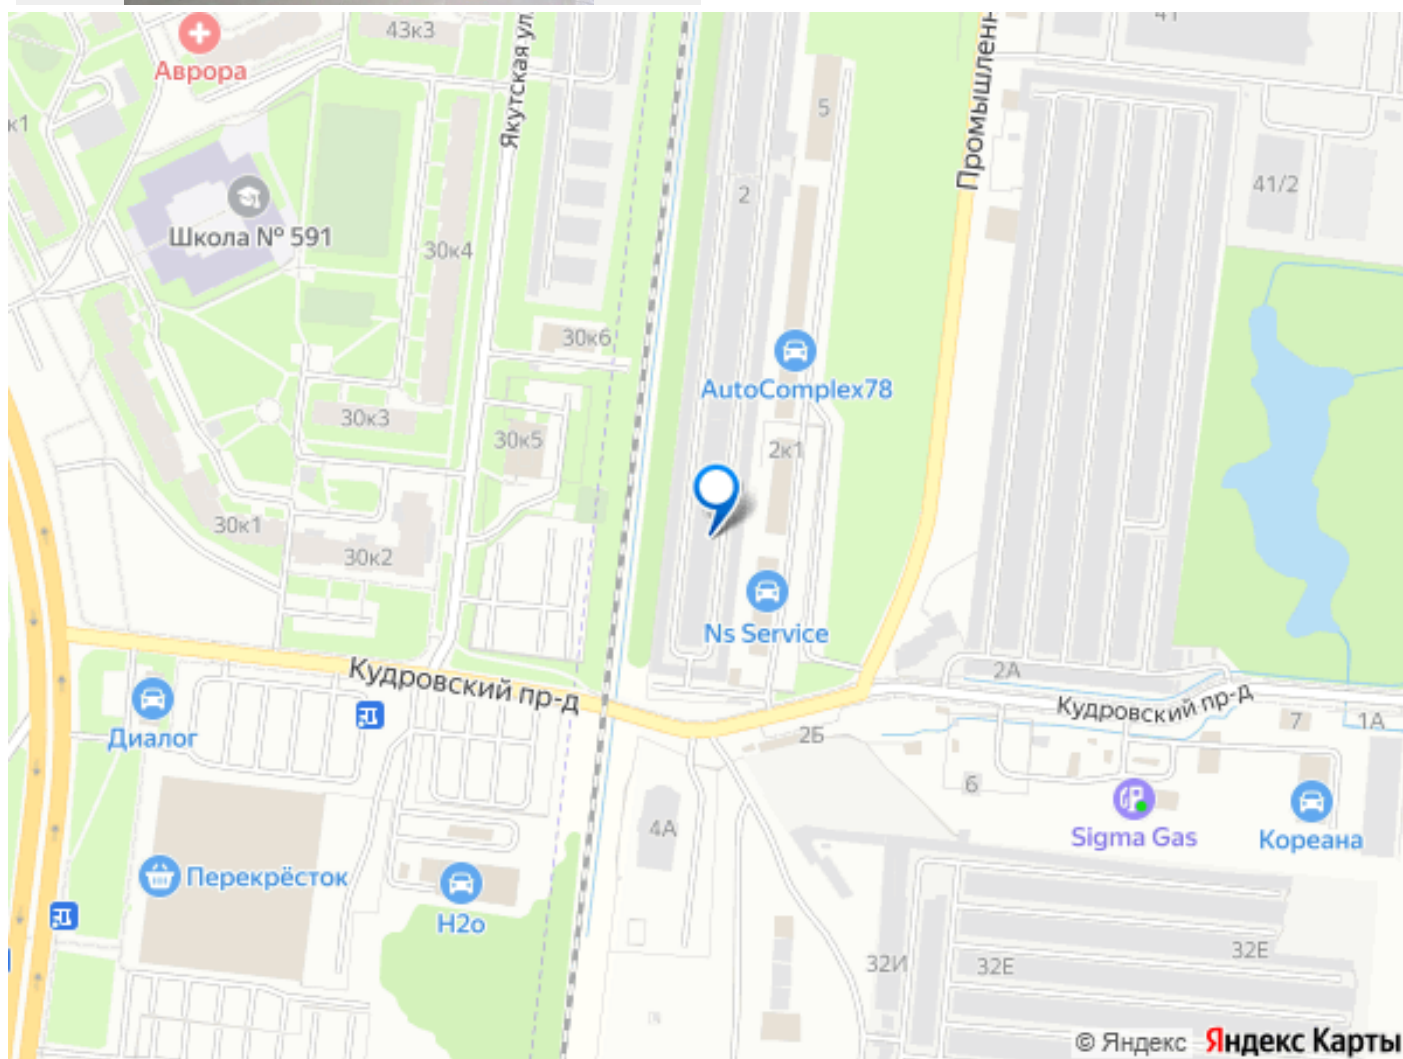 43к3
41
Аврора
Якутская ул.
Промышленн
к1
5
2
41/2
Школа № 591
30к4
30к6
AutoComplex78
30к3
30к5
2к1
30к1
30к2
Ns Service
Кудровский пр-д
2А
Кудровский пр-д
7
1А
Диалог
2Б
6
4А
Sigma Gas
Кореана
Перекрёсток
Н2о
32И
32Е
32Е
© Яндекс Яндекс Карты